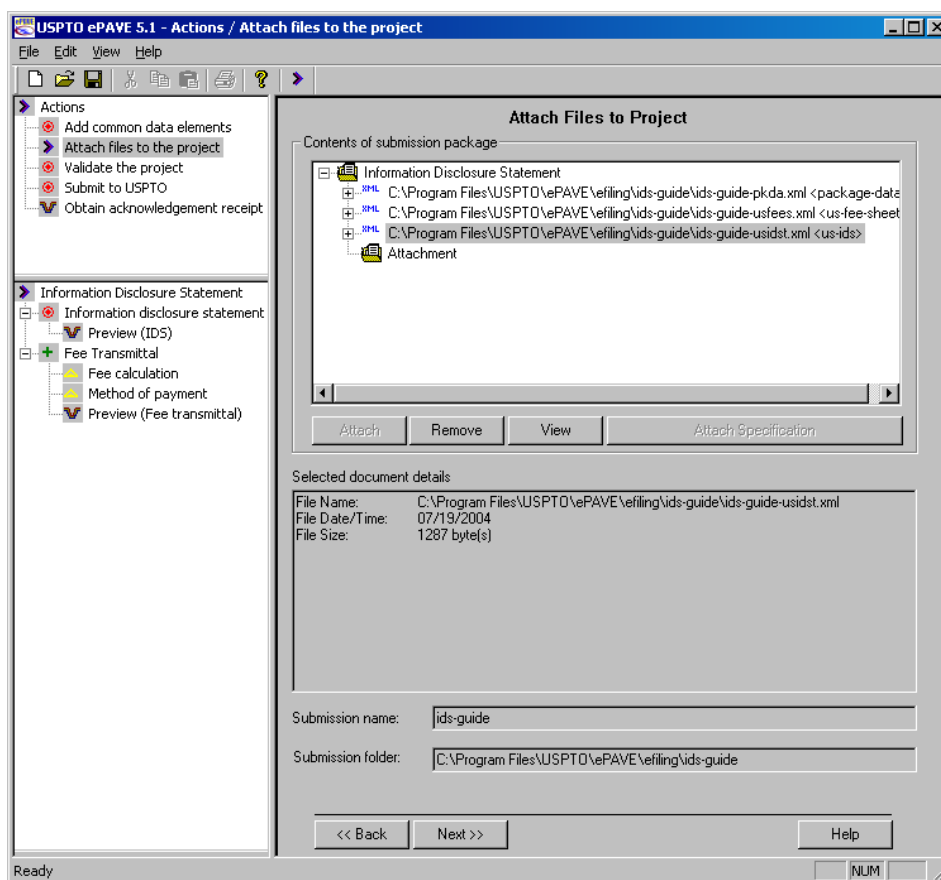 USPTO ePAVE 5.1 - Actions / Attach files to the project
File Edit View Help
Actions
Add common data elements
Attach files to the project
Validate the project
Submit to USPTO
Obtain acknowledgement receipt
Information Disclosure Statement
Information disclosure statement
Preview (IDS)
Fee Transmittal
Fee calculation
Method of payment
Preview (Fee transmittal)
Attach Files to Project
Contents of submission package
Information Disclosure Statement
XML C:\Program Files\USPTO\ePAVE\efiling\ids-guide\ids-guide-pkda.xml <package-data
XML C:\Program Files\USPTO\ePAVE\efiling\ids-guide\ids-guide-usfees.xml <us-fee-sheet
XML C:\Program Files\USPTO\ePAVE\efiling\ids-guide\ids-guide-usidst.xml <us-ids>
Attachment
Attach Remove View Attach Specification
Selected document details
File Name: C:\Program Files\USPTO\ePAVE\efiling\ids-guide\ids-guide-usidst.xml
File Date/Time: 07/19/2004
File Size: 1287 byte(s)
Submission name: ids-guide
Submission folder: C:\Program Files\USPTO\ePAVE\efiling\ids-guide
<< Back Next >> Help
Ready NUM